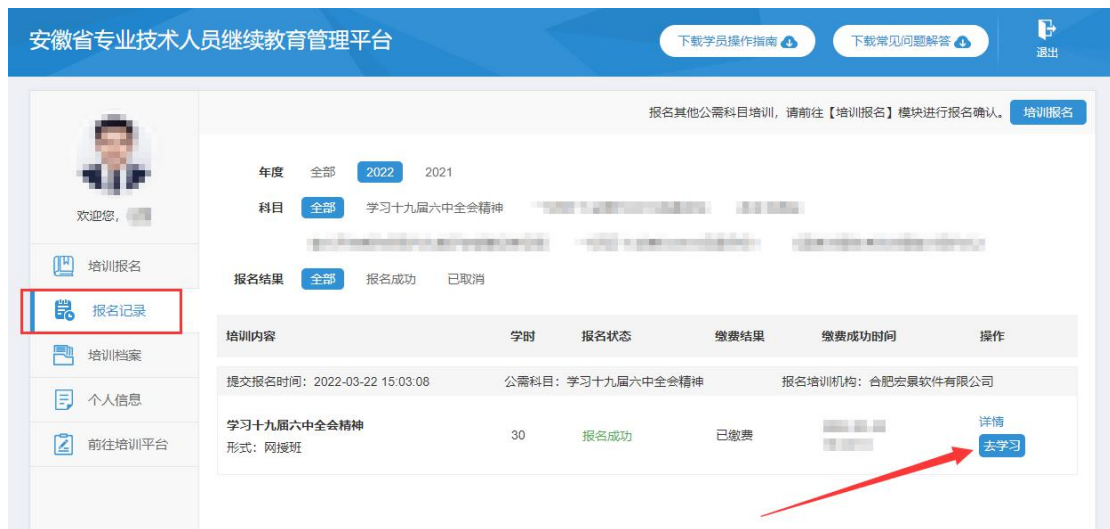 安徽省专业技术人员继续教育管理平台
下载学员操作指南
下载常见问题解答
退出
报名其他公需科目培训，请前往【培训报名】模块进行报名确认。 培训报名
欢迎您，
培训报名
报名记录
培训档案
个人信息
前往培训平台
年度 全部 2022 2021
科目 全部 学习十九届六中全会精神
报名结果 全部 报名成功 已取消
培训内容 学时 报名状态 缴费结果 缴费成功时间 操作
提交报名时间：2022-03-22 15:03:08 公需科目：学习十九届六中全会精神 报名培训机构：合肥宏景软件有限公司
学习十九届六中全会精神
形式：网授班
30 报名成功 已缴费
详情
去学习